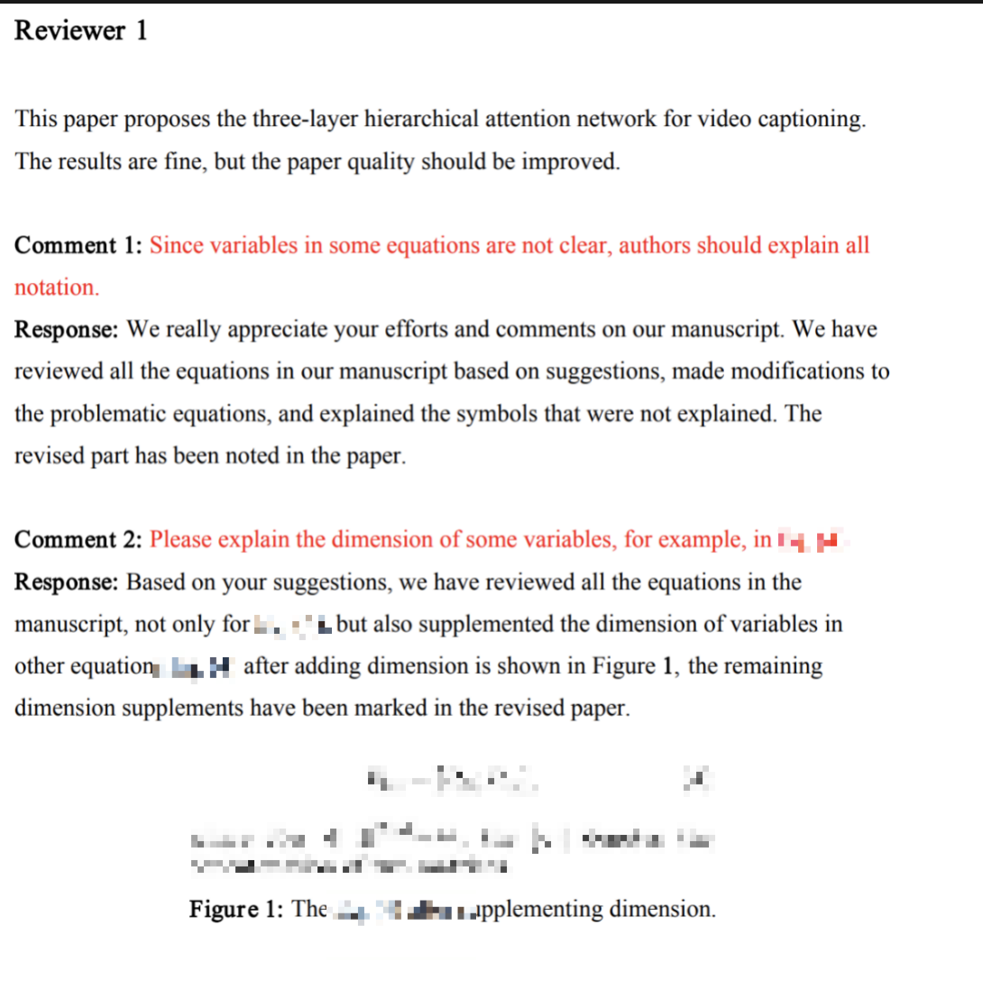 Reviewer 1
This paper proposes the three-layer hierarchical attention network for video captioning.
The results are fine, but the paper quality should be improved.
Comment 1: Since variables in some equations are not clear, authors should explain all
notation.
Response: We really appreciate your efforts and comments on our manuscript. We have
reviewed all the equations in our manuscript based on suggestions, made modifications to
the problematic equations, and explained the symbols that were not explained. The
revised part has been noted in the paper.
Comment 2: Please explain the dimension of some variables, for example, in
Response: Based on your suggestions, we have reviewed all the equations in the
manuscript, not only for but also supplemented the dimension of variables in
other equation after adding dimension is shown in Figure 1, the remaining
dimension supplements have been marked in the revised paper.
Figure 1: The upplementing dimension.